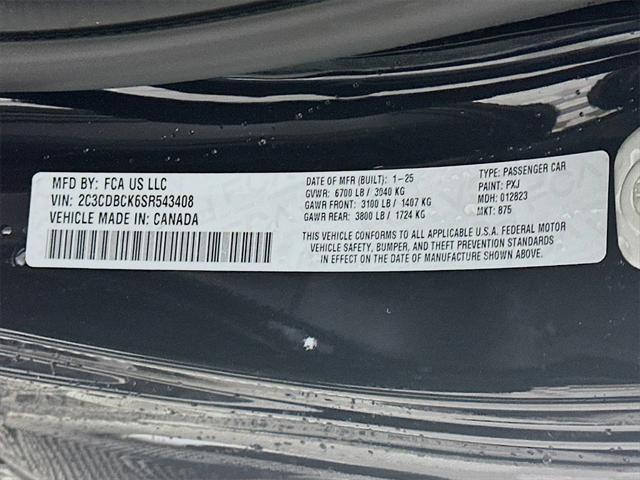 MFD BY: FCA US LLC
VIN: 2C3CDBCK6SR543408
VEHICLE MADE IN: CANADA
DATE OF MFR (BUILT): 1-25
GVWR: 6700 LB / 3040 KG
GAWR FRONT: 3100 LB / 1407 KG
GAWR REAR: 3800 LB / 1724 KG
TYPE: PASSENGER CAR
PAINT: PXJ
MDH: 012823
MKT: 875
THIS VEHICLE CONFORMS TO ALL APPLICABLE U.S.A. FEDERAL MOTOR
VEHICLE SAFETY, BUMPER, AND THEFT PREVENTION STANDARDS
IN EFFECT ON THE DATE OF MANUFACTURE SHOWN ABOVE.